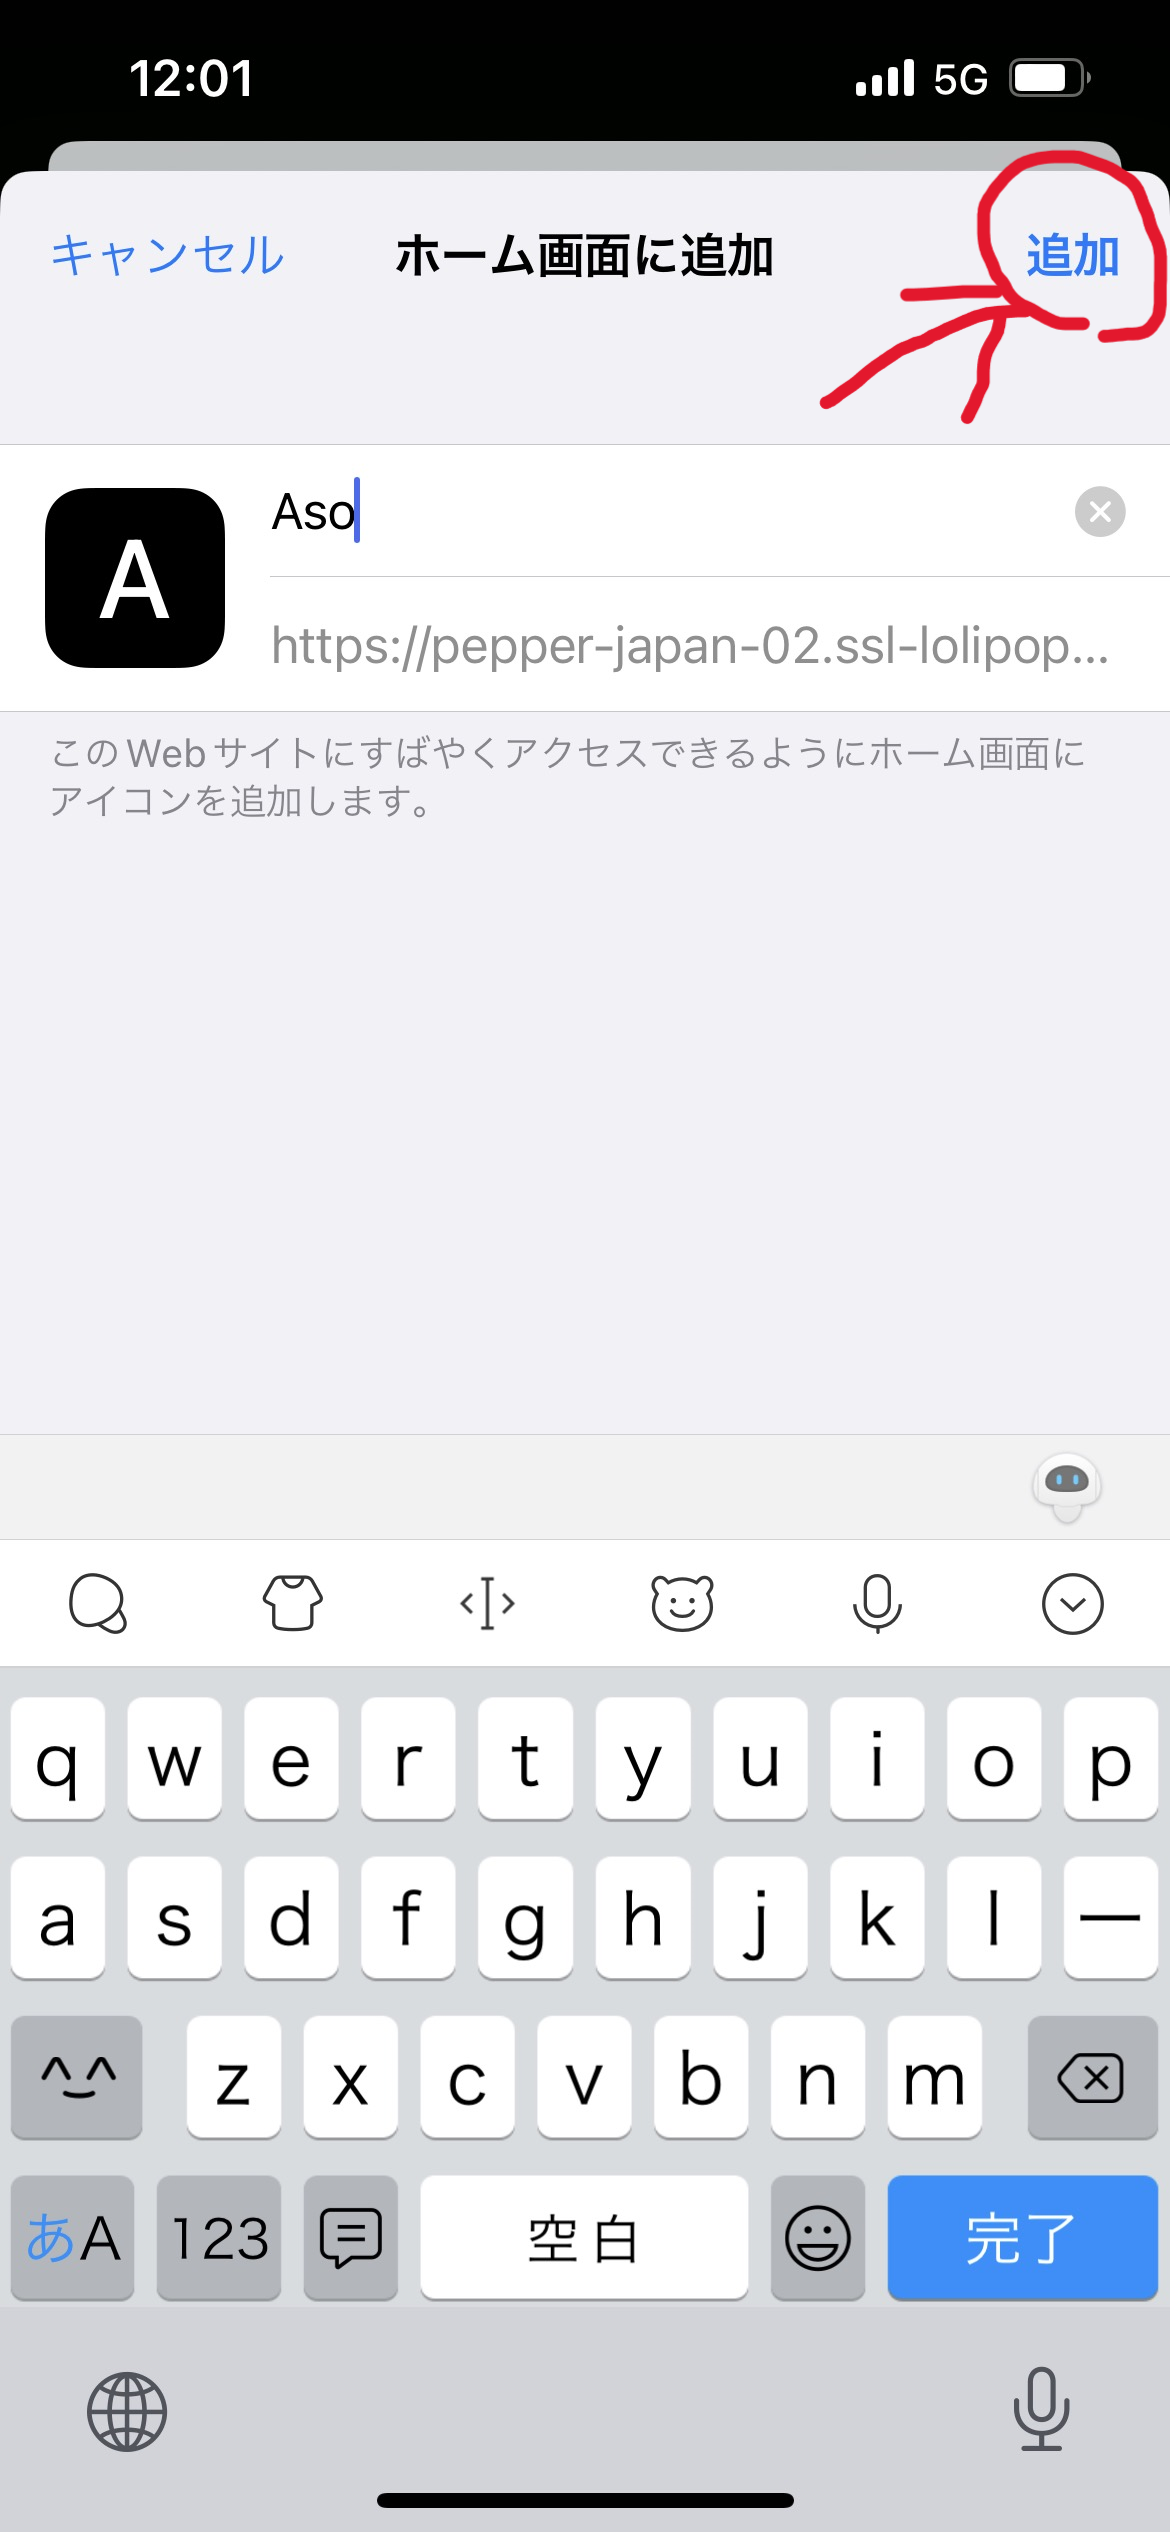 12:01 5G
キャンセル ホーム画面に追加 追加
A
Aso
https://pepper-japan-02.ssl-lolipop...
このWebサイトにすばやくアクセスできるようにホーム画面に
アイコンを追加します。
q w e r t y u i o p
a s d f g h j k l ー
^_^ z x c v b n m
あA 123 空白 完了